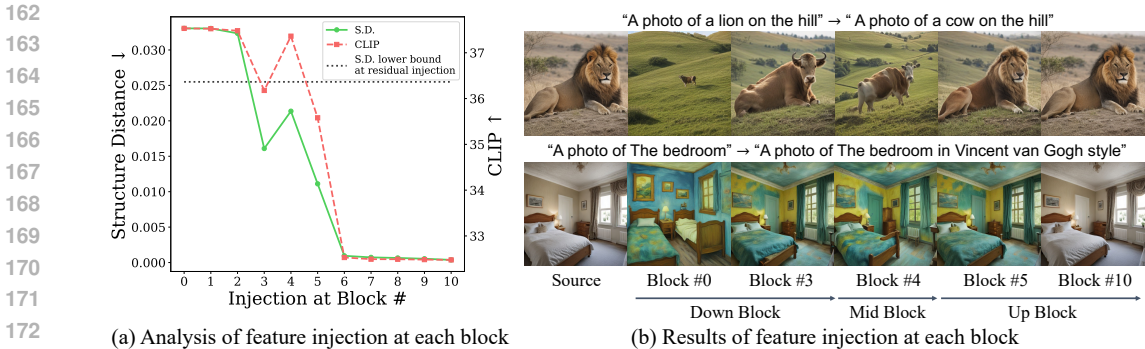 162
163
164
165
166
167
168
169
170
171
172
S.D.
CLIP
S.D. lower bound
at residual injection
Structure Distance ↓
0.030
0.025
0.020
0.015
0.010
0.005
0.000
37
36
35
34
33
CLIP ↑
0 1 2 3 4 5 6 7 8 9 10
Injection at Block #
(a) Analysis of feature injection at each block
“A photo of a lion on the hill” → “ A photo of a cow on the hill”
“A photo of The bedroom” → “A photo of The bedroom in Vincent van Gogh style”
Source Block #0 Block #3 Block #4 Block #5 Block #10
Down Block Mid Block Up Block
(b) Results of feature injection at each block